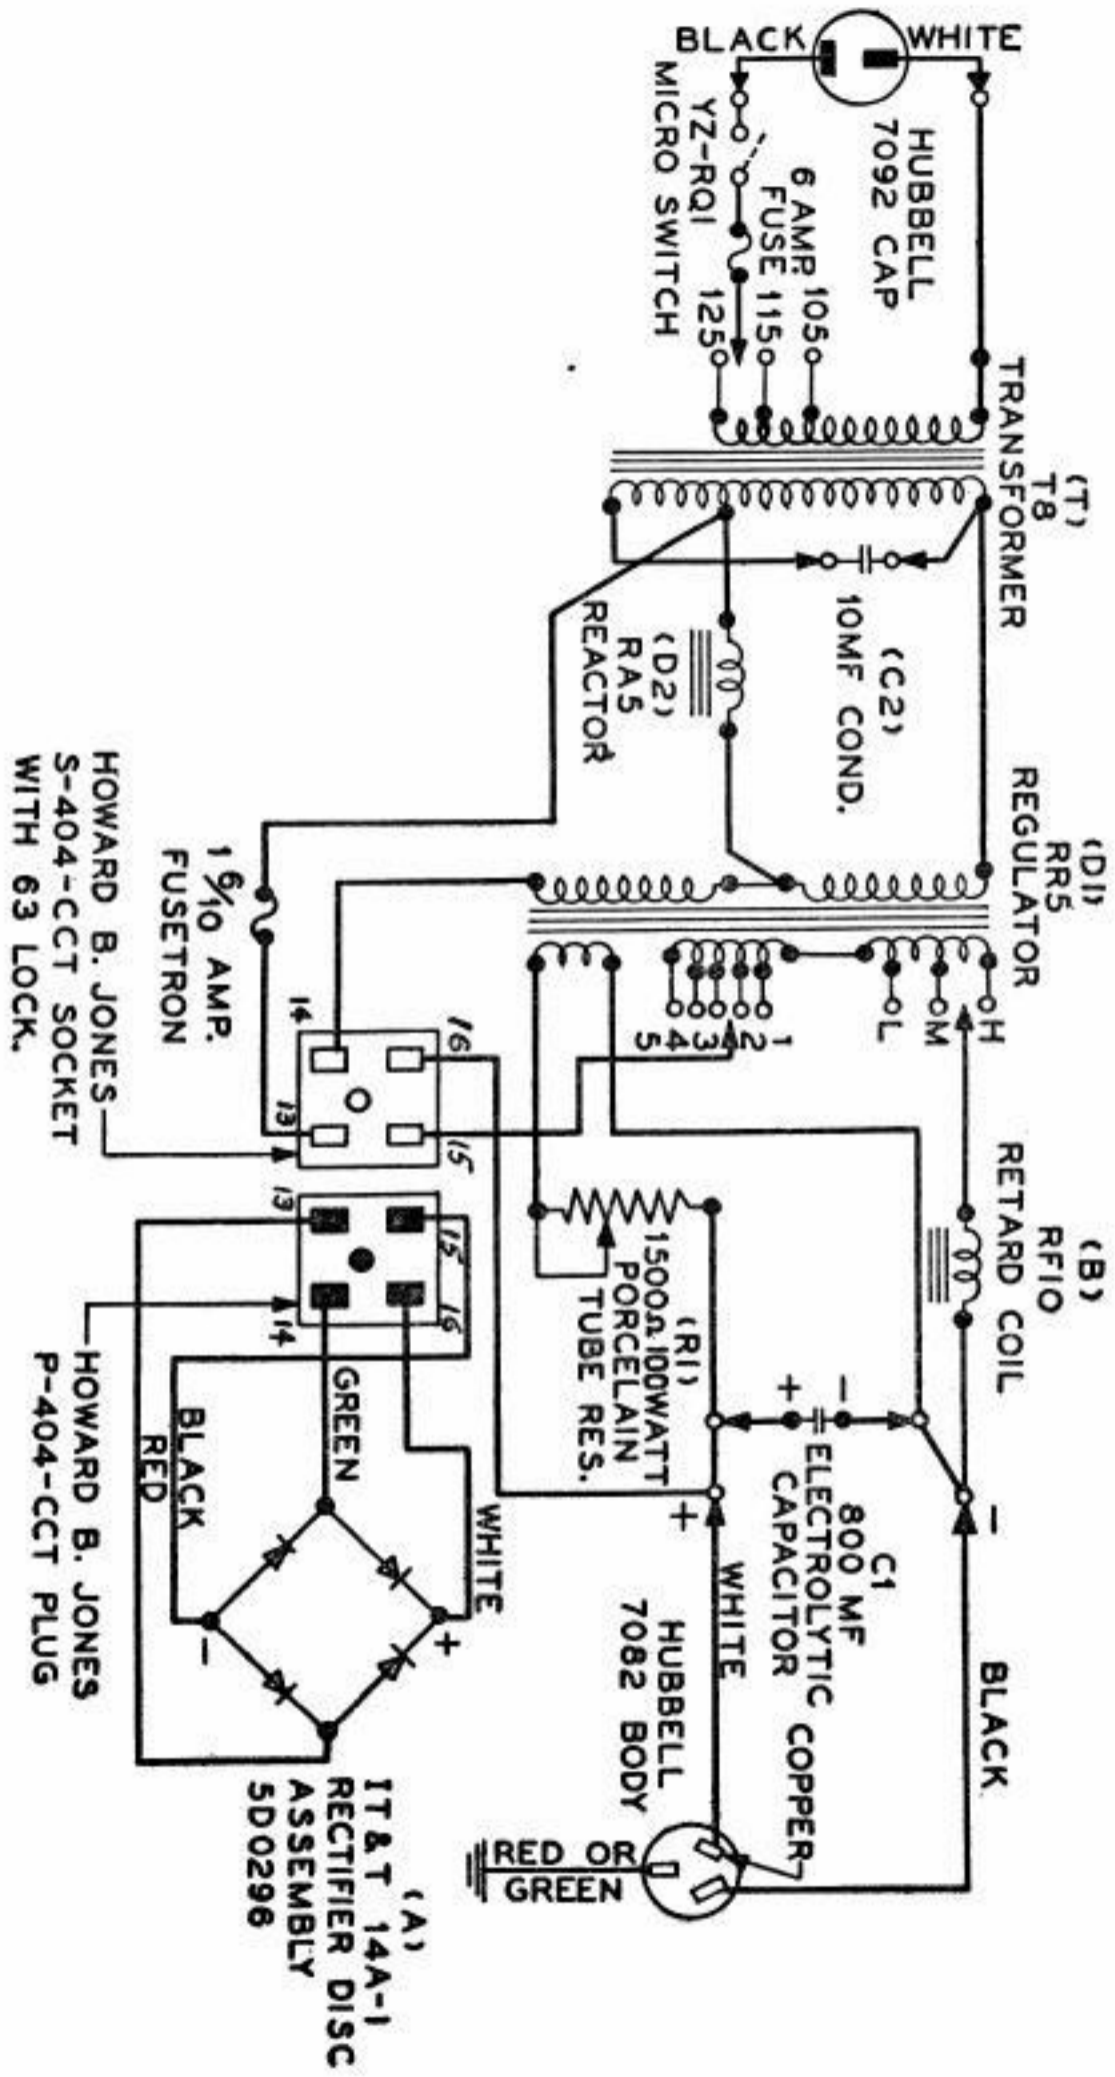 BLACK
WHITE
HUBBELL
7092 CAP
YZ-RQ1
MICRO SWITCH
6 AMP.
FUSE
105
115
125
(T)
T8
TRANSFORMER
(C2)
10MF COND.
(D2)
RA5
REACTOR
(D1)
RR5
REGULATOR
H
M
L
1
2
3
4
5
1 6/10 AMP.
FUSETRON
HOWARD B. JONES
S-404-CCT SOCKET
WITH 63 LOCK.
14
16
13
15
(B)
RF10
RETARD COIL
(R1)
1500Ω100WATT
PORCELAIN
TUBE RES.
-
+
C1
800 MF
ELECTROLYTIC
CAPACITOR
-
+
BLACK
WHITE
HUBBELL
7082 BODY
COPPER
RED OR
GREEN
13
15
14
16
HOWARD B. JONES
P-404-CCT PLUG
GREEN
WHITE
BLACK
RED
+
-
(A)
IT&T 14A-1
RECTIFIER DISC
ASSEMBLY
5D0296